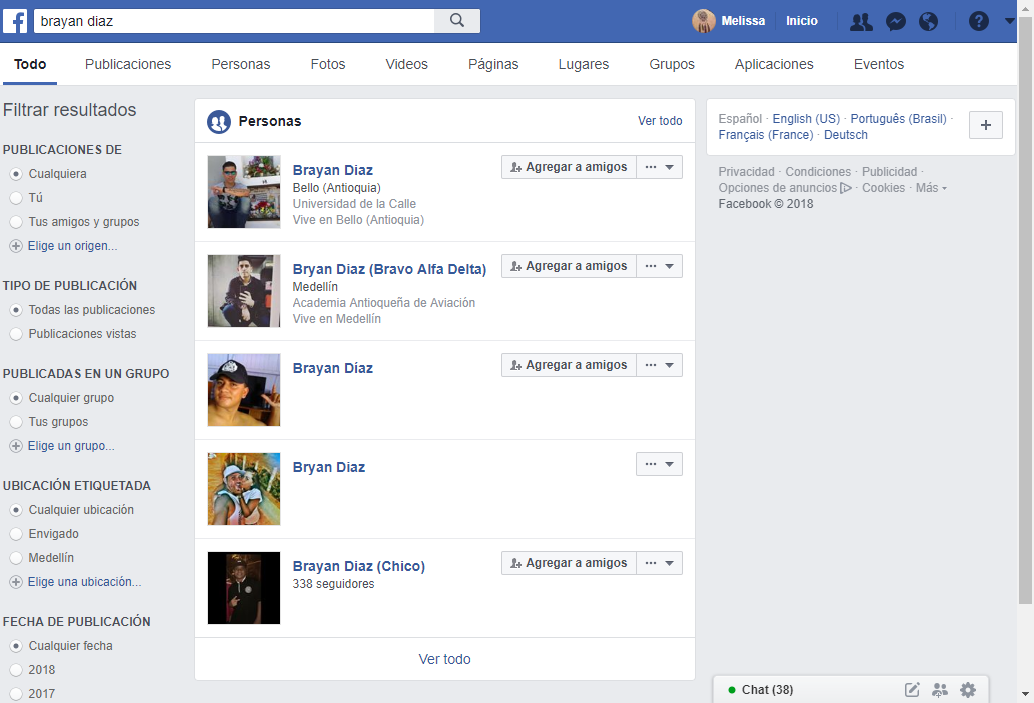 brayan diaz
Melissa
Inicio
Todo
Publicaciones
Personas
Fotos
Videos
Páginas
Lugares
Grupos
Aplicaciones
Eventos
Filtrar resultados
PUBLICACIONES DE
Cualquiera
Tú
Tus amigos y grupos
Elige un origen...
TIPO DE PUBLICACIÓN
Todas las publicaciones
Publicaciones vistas
PUBLICADAS EN UN GRUPO
Cualquier grupo
Tus grupos
Elige un grupo...
UBICACIÓN ETIQUETADA
Cualquier ubicación
Envigado
Medellín
Elige una ubicación...
FECHA DE PUBLICACIÓN
Cualquier fecha
2018
2017
Personas
Ver todo
Brayan Diaz
Bello (Antioquia)
Universidad de la Calle
Vive en Bello (Antioquia)
Agregar a amigos
Bryan Diaz (Bravo Alfa Delta)
Medellín
Academia Antioqueña de Aviación
Vive en Medellín
Agregar a amigos
Brayan Díaz
Agregar a amigos
Bryan Diaz
Brayan Diaz (Chico)
338 seguidores
Agregar a amigos
Ver todo
Español · English (US) · Português (Brasil) ·
Français (France) · Deutsch
Privacidad · Condiciones · Publicidad ·
Opciones de anuncios · Cookies · Más
Facebook © 2018
Chat (38)